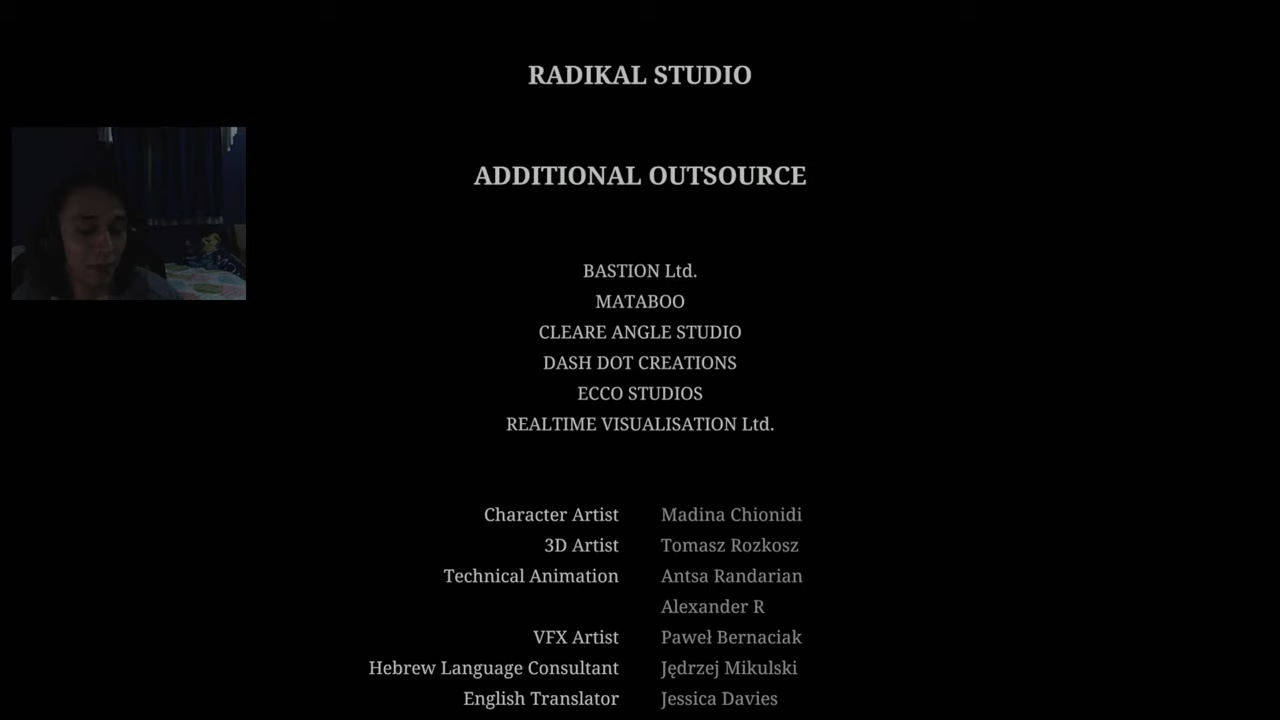 RADIKAL STUDIO
ADDITIONAL OUTSOURCE
BASTION Ltd.
MATABOO
CLEARE ANGLE STUDIO
DASH DOT CREATIONS
ECCO STUDIOS
REALTIME VISUALISATION Ltd.
Character Artist Madina Chionidi
3D Artist Tomasz Rozkosz
Technical Animation Antsa Randarian
Alexander R
VFX Artist Paweł Bernaciak
Hebrew Language Consultant Jędrzej Mikulski
English Translator Jessica Davies